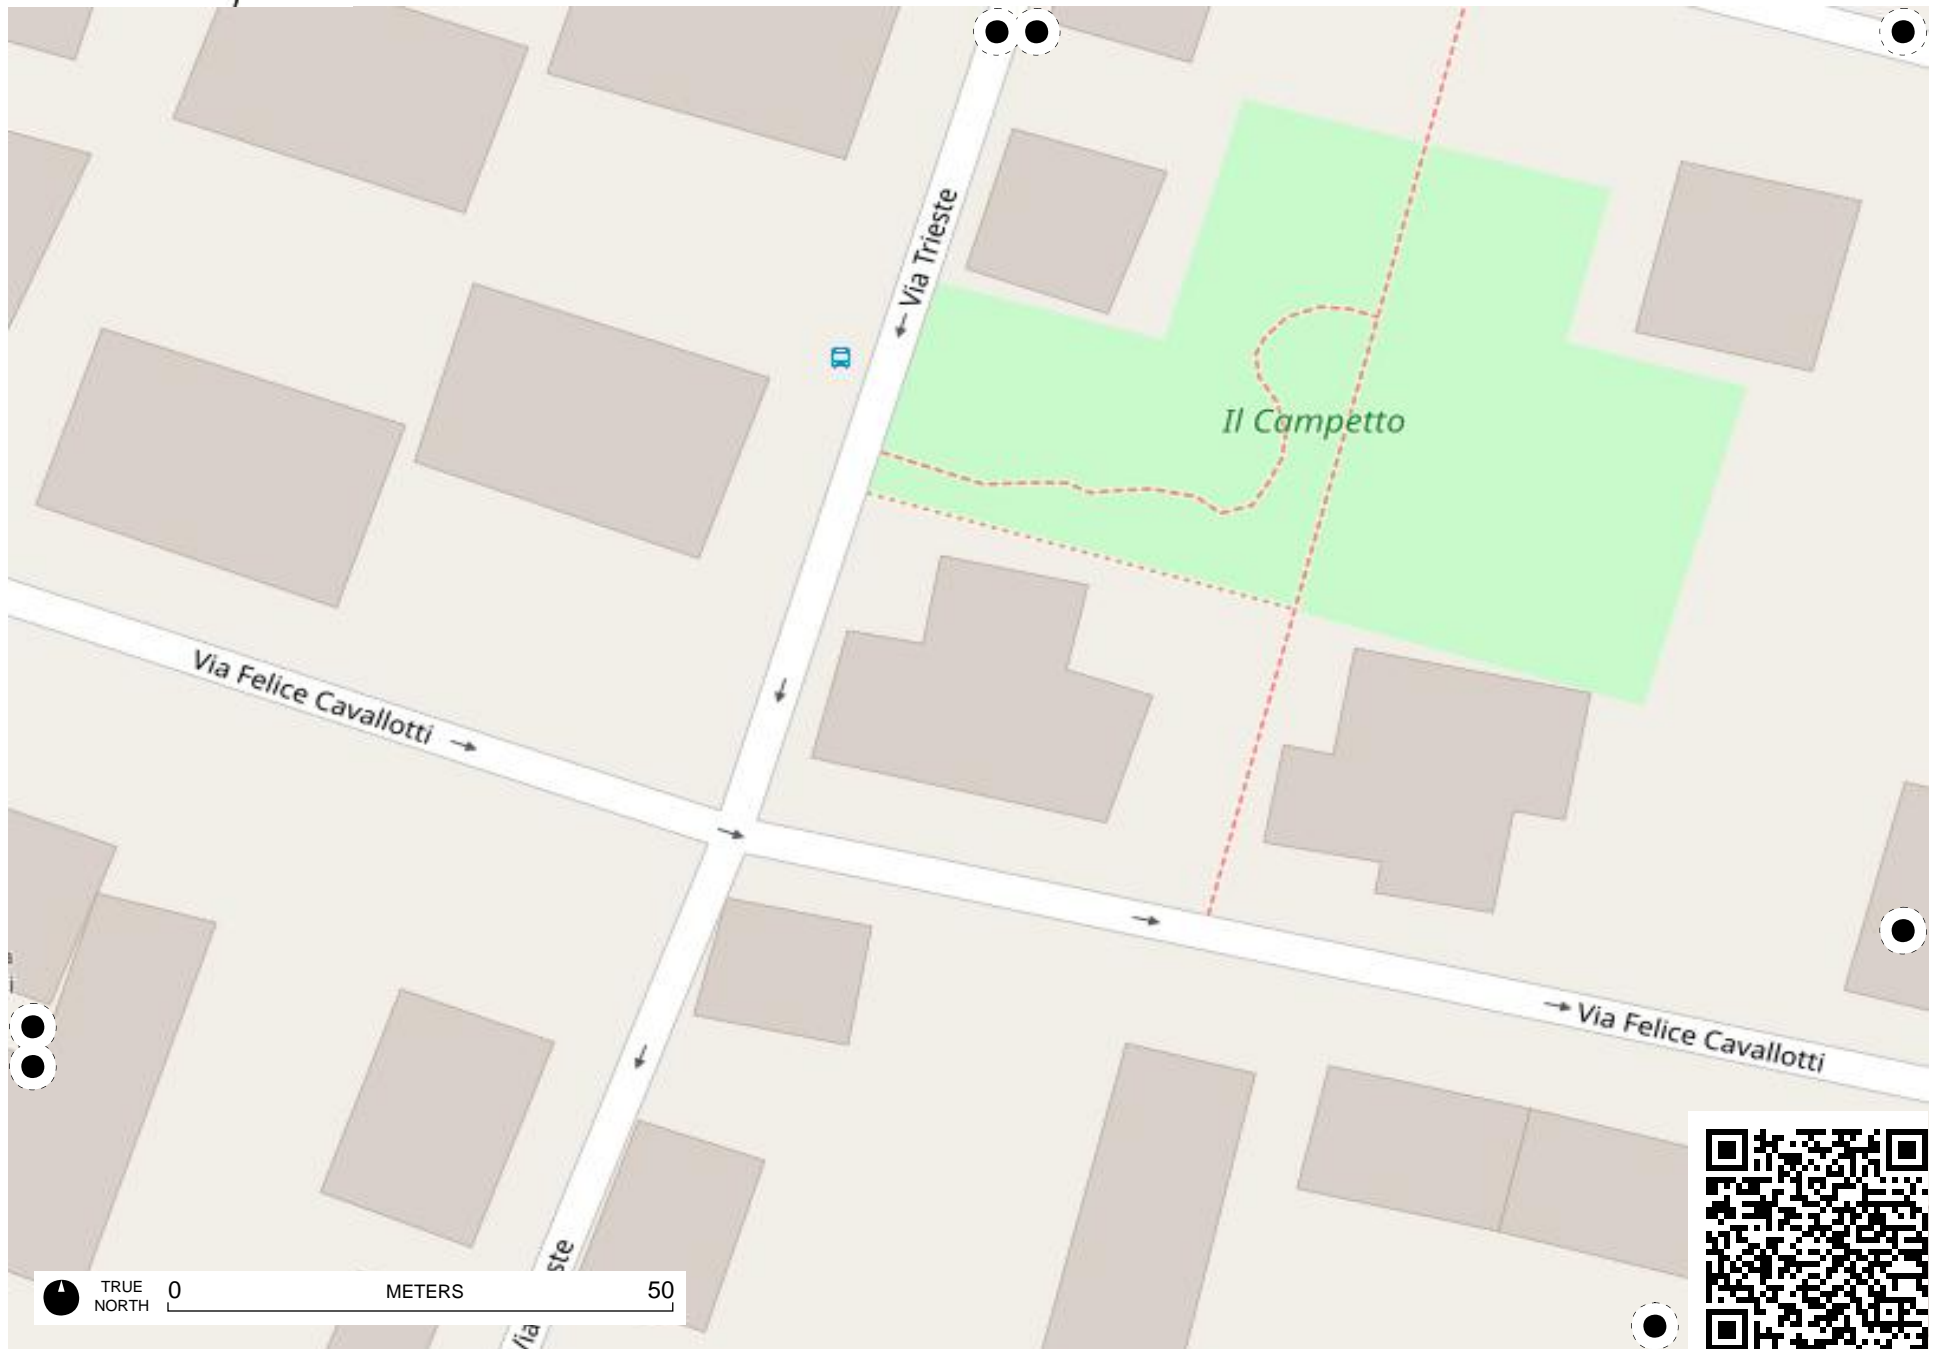 Via Trieste
Il Campetto
Via Felice Cavallotti
Via Felice Cavallotti
TRUE
NORTH
0 METERS 50